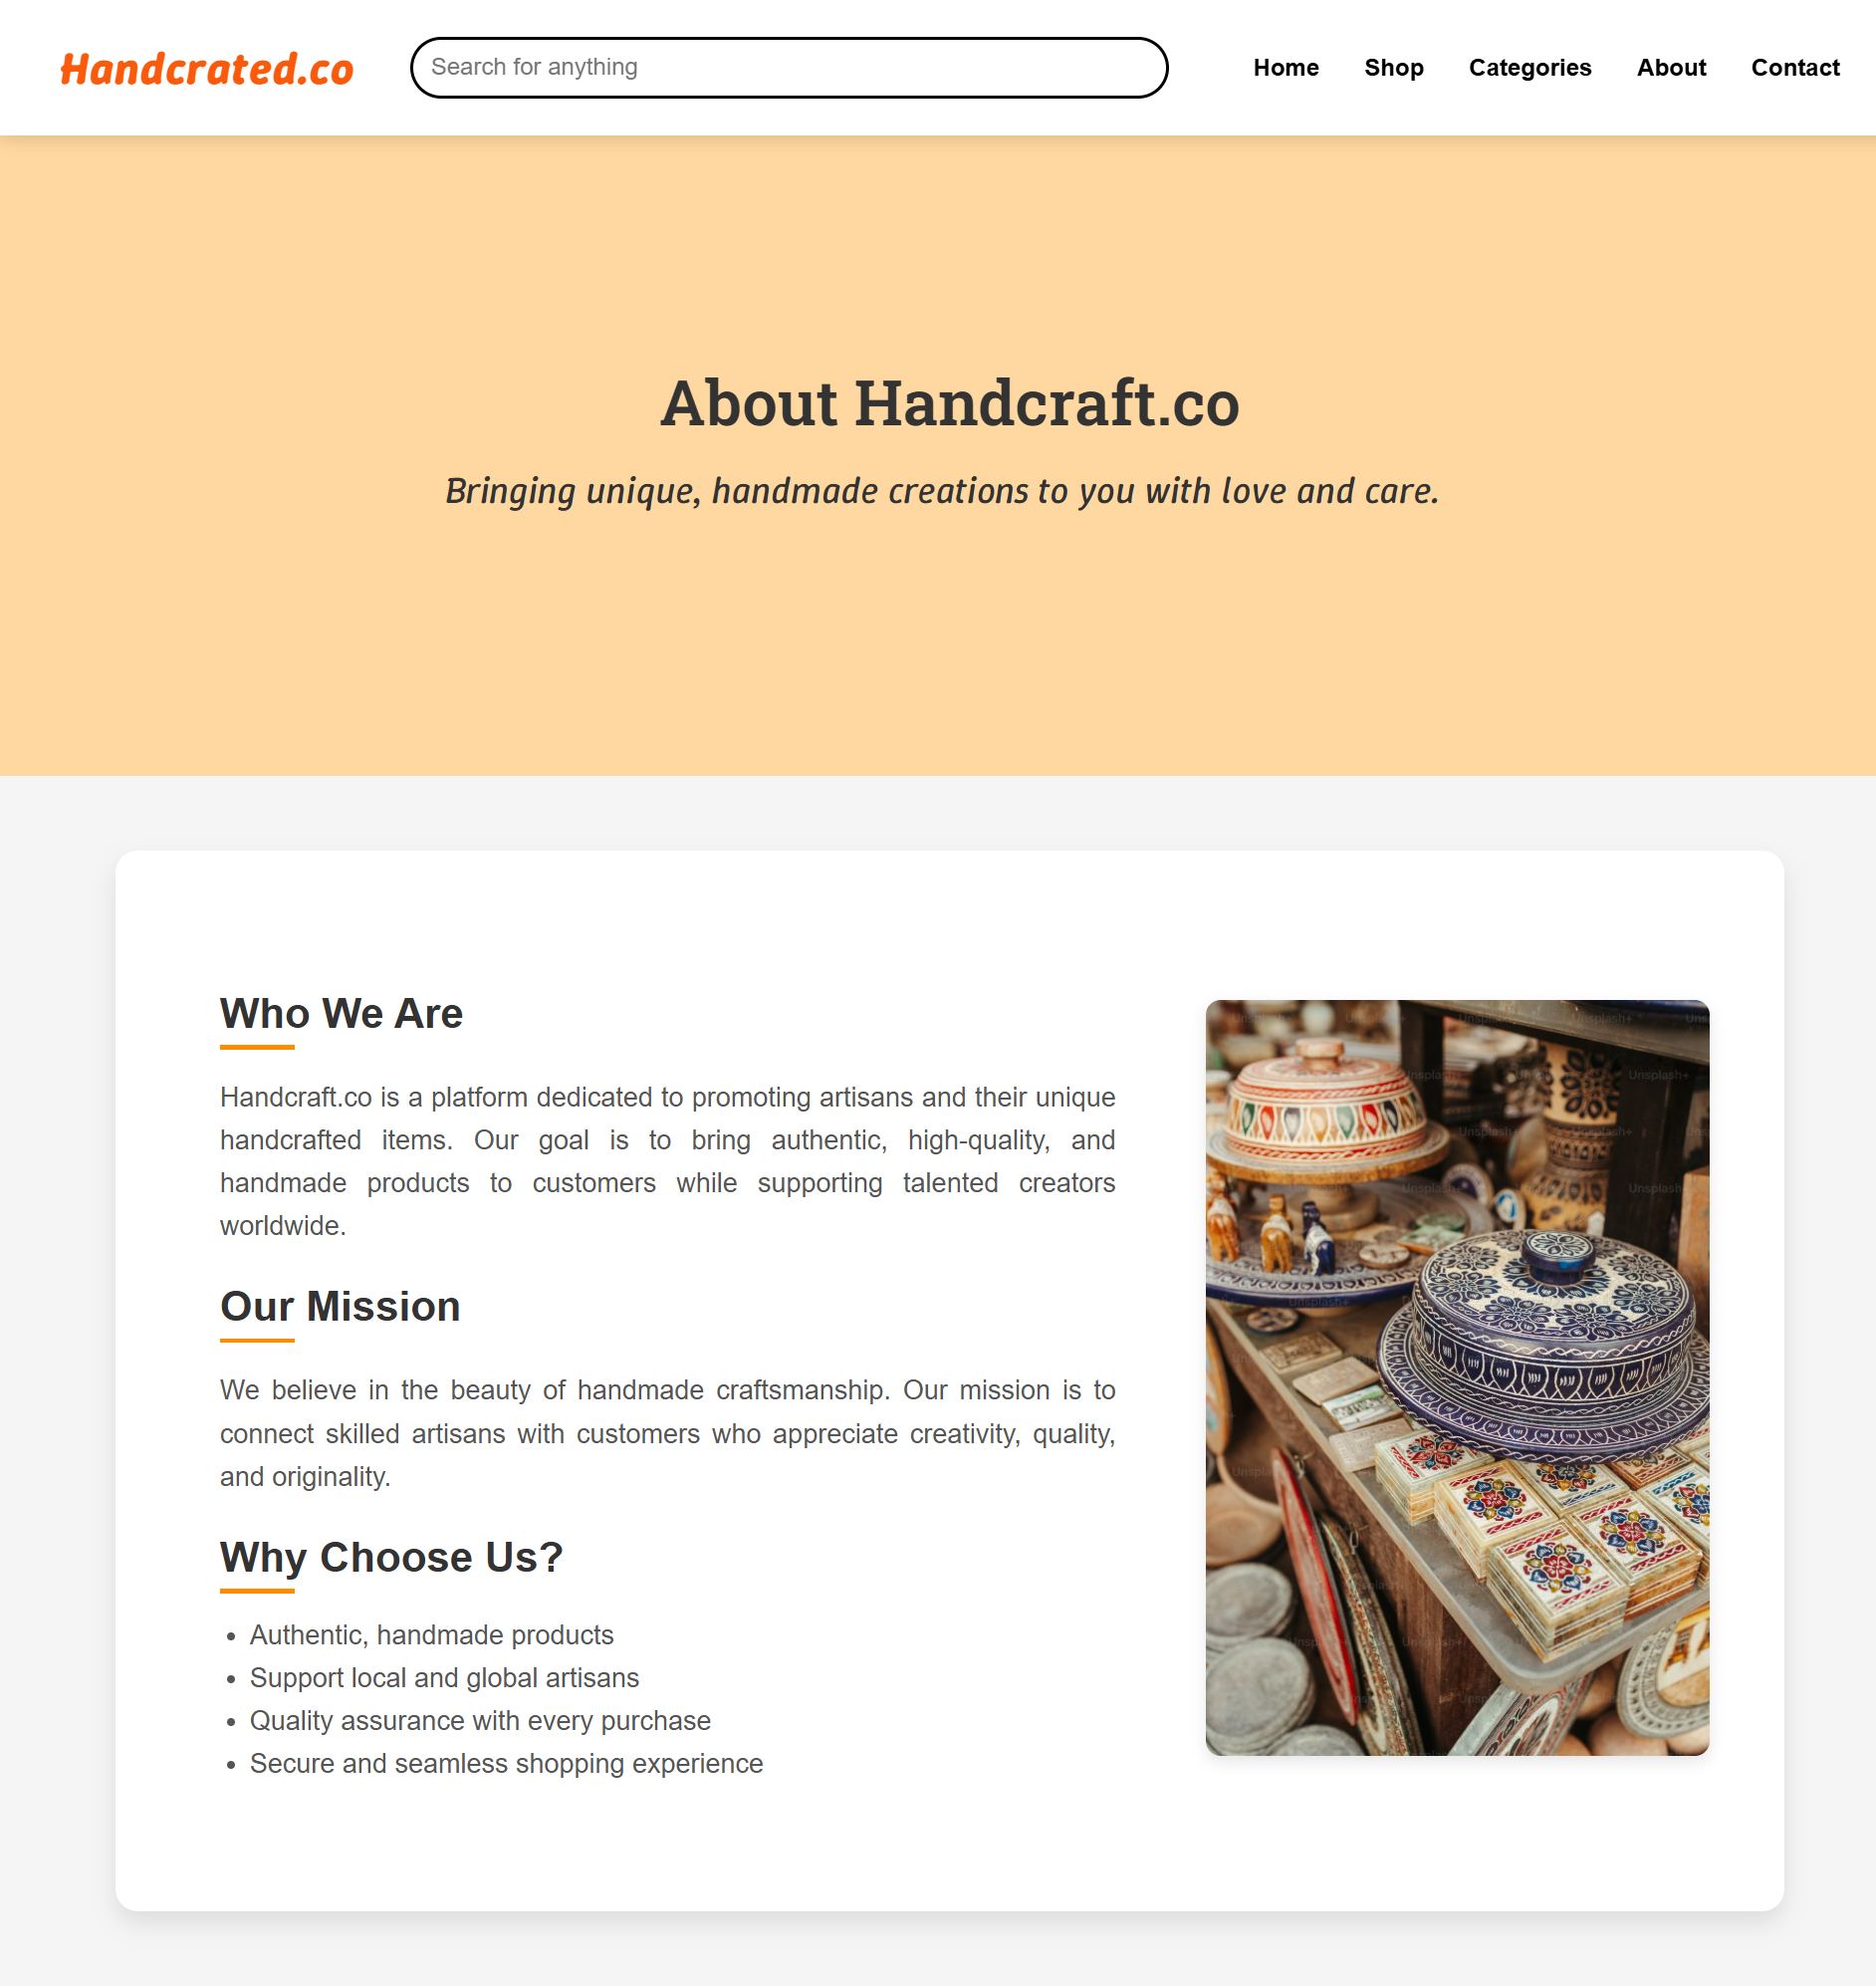 Handcrated.co
Search for anything
Home Shop Categories About Contact
About Handcraft.co
Bringing unique, handmade creations to you with love and care.
Who We Are
Handcraft.co is a platform dedicated to promoting artisans and their unique
handcrafted items. Our goal is to bring authentic, high-quality, and
handmade products to customers while supporting talented creators
worldwide.
Our Mission
We believe in the beauty of handmade craftsmanship. Our mission is to
connect skilled artisans with customers who appreciate creativity, quality,
and originality.
Why Choose Us?
• Authentic, handmade products
• Support local and global artisans
• Quality assurance with every purchase
• Secure and seamless shopping experience
Unsplash+